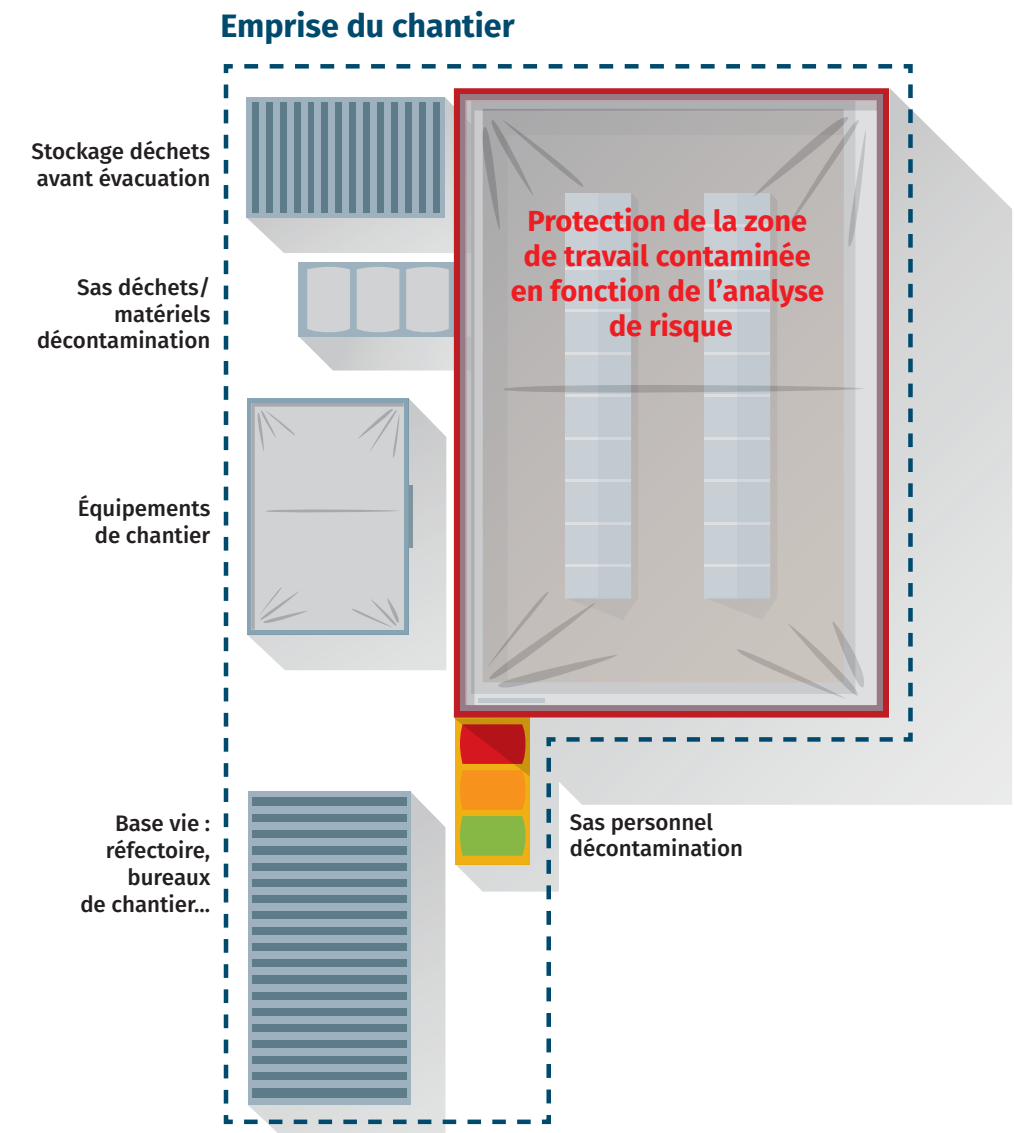 Emprise du chantier
Stockage déchets
avant évacuation
Protection de la zone
de travail contaminée
en fonction de l’analyse
de risque
Sas déchets/
matériels
décontamination
Équipements
de chantier
Base vie :
réfectoire,
bureaux
de chantier...
Sas personnel
décontamination